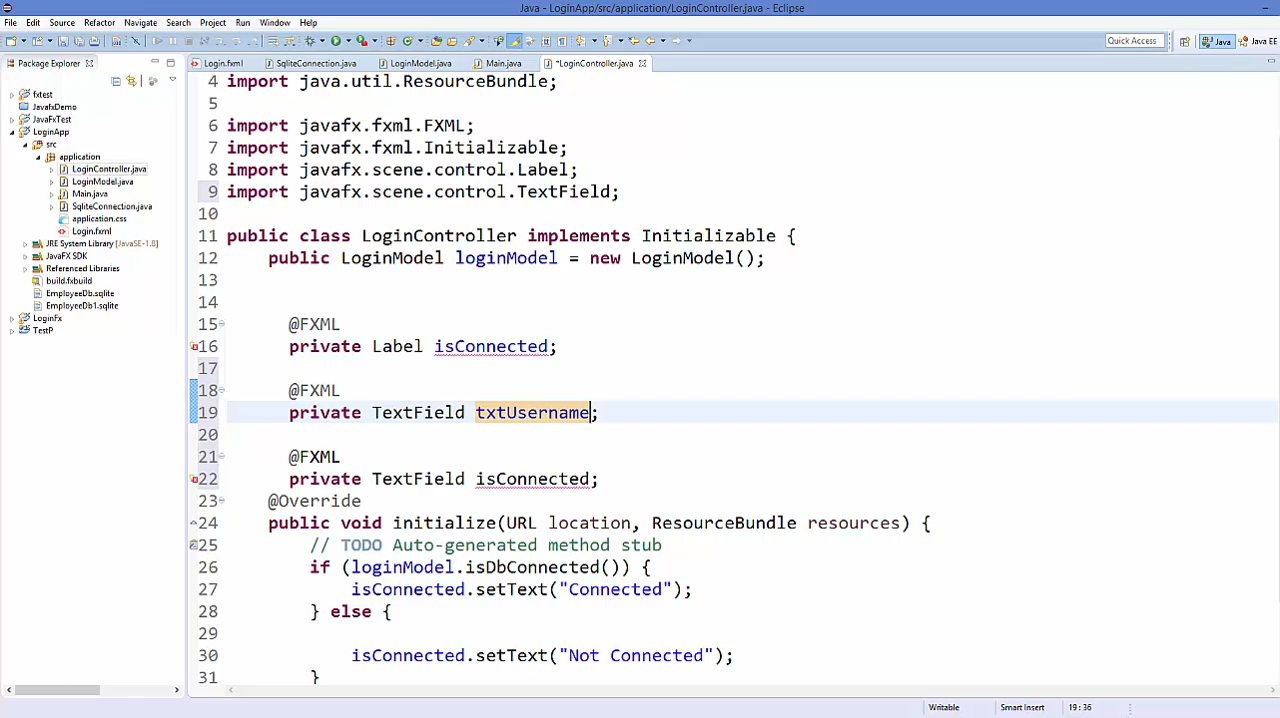 Java - LoginApp/src/application/LoginController.java - Eclipse
File Edit Source Refactor Navigate Search Project Run Window Help
Quick Access Java Java EE
Package Explorer
Login.fxml SqliteConnection.java LoginModel.java Main.java *LoginController.java
fxtest
JavafxDemo
JavaFxTest
LoginApp
src
application
LoginController.java
LoginModel.java
Main.java
SqliteConnection.java
application.css
Login.fxml
JRE System Library [JavaSE-1.8]
JavaFX SDK
Referenced Libraries
build.fxbuild
EmployeeDb.sqlite
EmployeeDb1.sqlite
LoginFx
TestP
4 import java.util.ResourceBundle;
5
6 import javafx.fxml.FXML;
7 import javafx.fxml.Initializable;
8 import javafx.scene.control.Label;
9 import javafx.scene.control.TextField;
10
11 public class LoginController implements Initializable {
12 public LoginModel loginModel = new LoginModel();
13
14
15 @FXML
16 private Label isConnected;
17
18 @FXML
19 private TextField txtUsername;
20
21 @FXML
22 private TextField isConnected;
23 @Override
24 public void initialize(URL location, ResourceBundle resources) {
25 // TODO Auto-generated method stub
26 if (loginModel.isDbConnected()) {
27 isConnected.setText("Connected");
28 } else {
29
30 isConnected.setText("Not Connected");
31 }
Writable Smart Insert 19 : 36